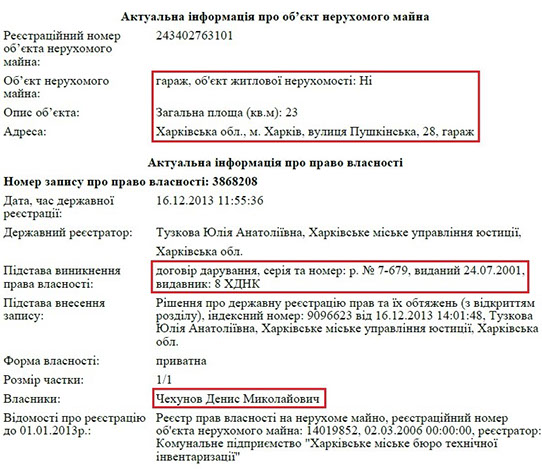 Актуальна інформація про об’єкт нерухомого майна
Реєстраційний номер 243402763101
об’єкта нерухомого
майна:
Об’єкт нерухомого гараж, об'єкт житлової нерухомості: Ні
майна:
Опис об’єкта: Загальна площа (кв.м): 23
Адреса: Харківська обл., м. Харків, вулиця Пушкінська, 28, гараж
Актуальна інформація про право власності
Номер запису про право власності: 3868208
Дата, час державної 16.12.2013 11:55:36
реєстрації:
Державний реєстратор: Тузкова Юлія Анатоліївна, Харківське міське управління юстиції,
Харківська обл.
Підстава виникнення договір дарування, серія та номер: р. № 7-679, виданий 24.07.2001,
права власності: видавник: 8 ХДНК
Підстава внесення Рішення про державну реєстрацію прав та їх обтяжень (з відкриттям
запису: розділу), індексний номер: 9096623 від 16.12.2013 14:01:48, Тузкова
Юлія Анатоліївна, Харківське міське управління юстиції, Харківська
обл.
Форма власності: приватна
Розмір частки: 1/1
Власники: Чехунов Денис Миколайович
Відомості про реєстрацію Реєстр прав власності на нерухоме майно, реєстраційний номер
до 01.01.2013р.: об'єкта нерухомого майна: 14019852, 02.03.2006 00:00:00, реєстратор:
Комунальне підприємство "Харківське міське бюро технічної
інвентаризації"